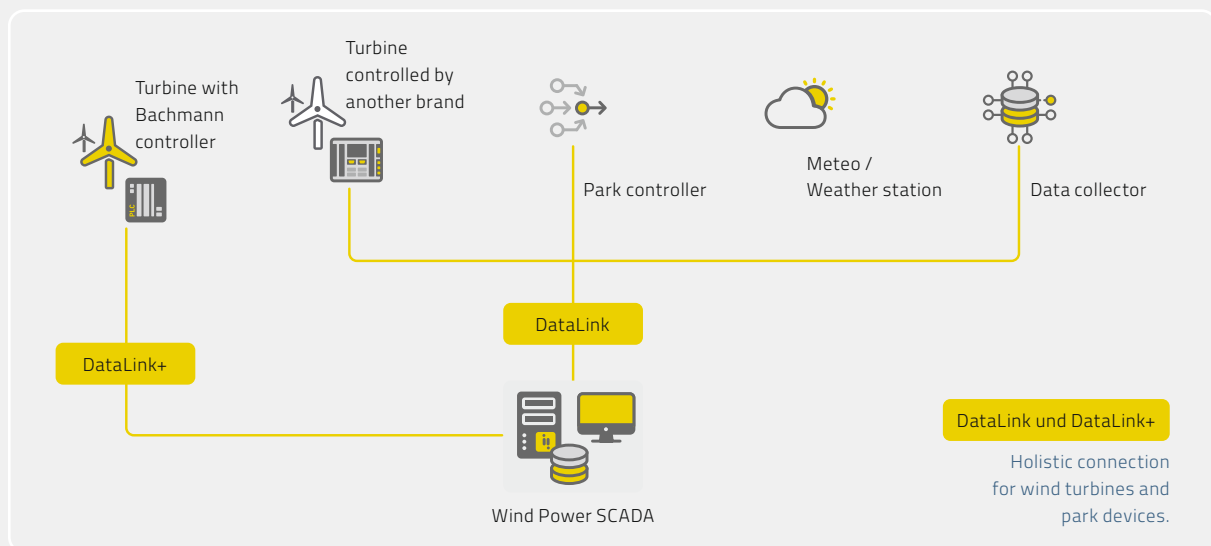 Turbine with
Bachmann
controller
PLC
Turbine
controlled by
another brand
Park controller
Meteo /
Weather station
Data collector
DataLink+
DataLink
Wind Power SCADA
DataLink und DataLink+
Holistic connection
for wind turbines and
park devices.